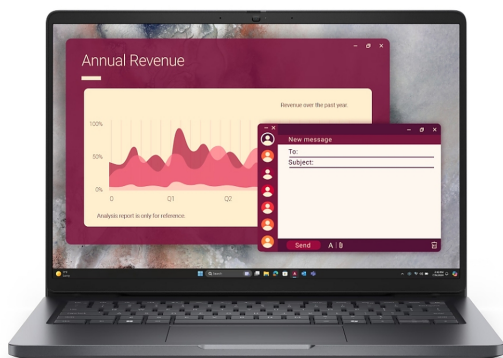 Annual Revenue
Revenue over the past year
100%
50%
0%
0
Q1
Q2
Analysis report is only for reference.
New message
To:
Subject:
Send
A | B
Search